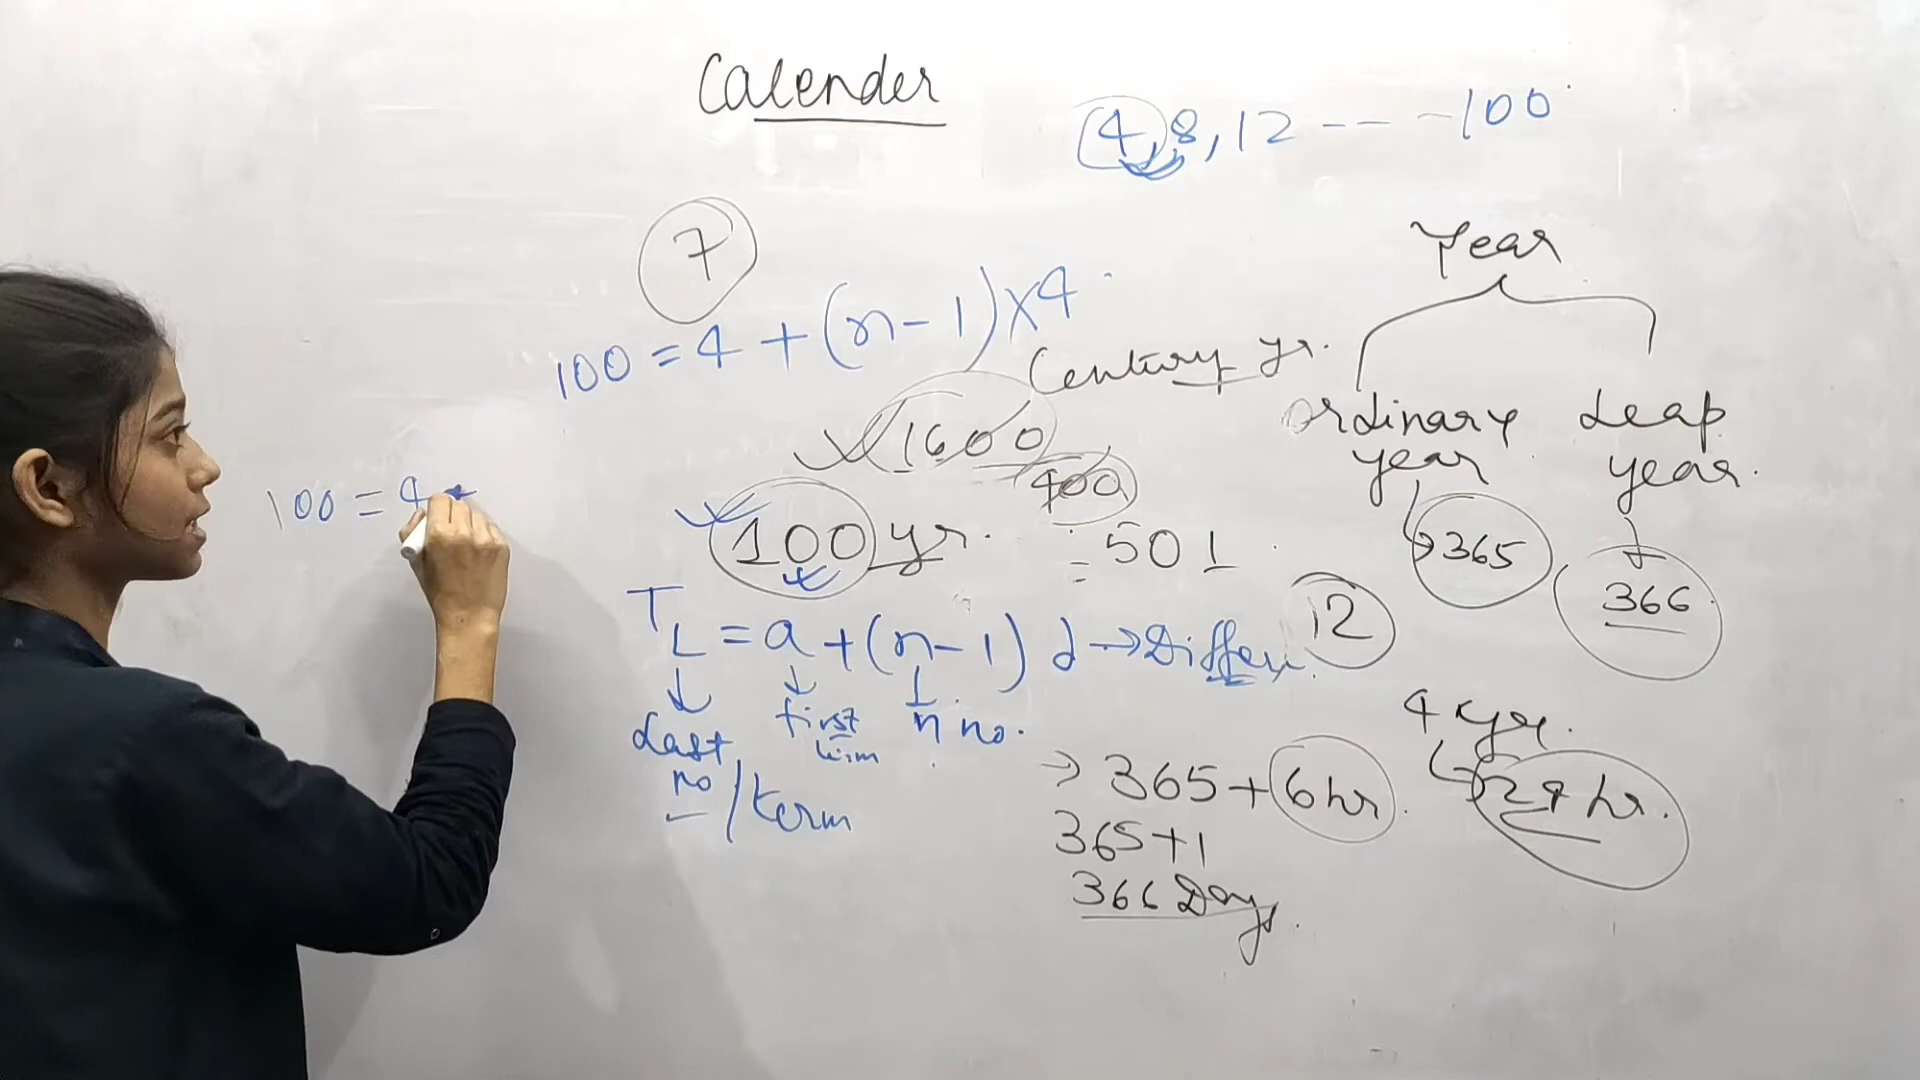 Calender
4, 8, 12 --- -100
7
100 = 4 + (n-1)x4
Year
Century yr.
ordinary year
Leap year.
1600
400
365
366
100 = 4 +
100 yr.
= 501
12
TL = a + (n-1) d → Differ
Last no / term
first term
n no.
4 yr.
24 hr.
→ 365 + 6 hr
365+1
366 Days